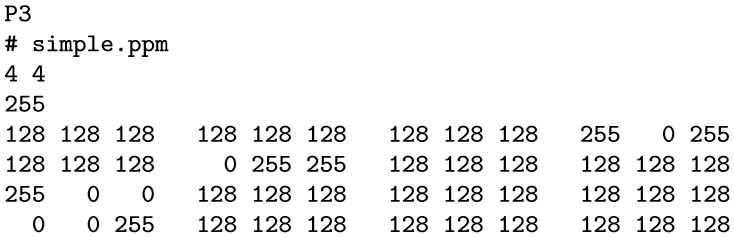 P3
# simple.ppm
4 4
255
128 128 128   128 128 128   128 128 128   255   0 255
128 128 128     0 255 255   128 128 128   128 128 128
255   0   0   128 128 128   128 128 128   128 128 128
  0   0 255   128 128 128   128 128 128   128 128 128